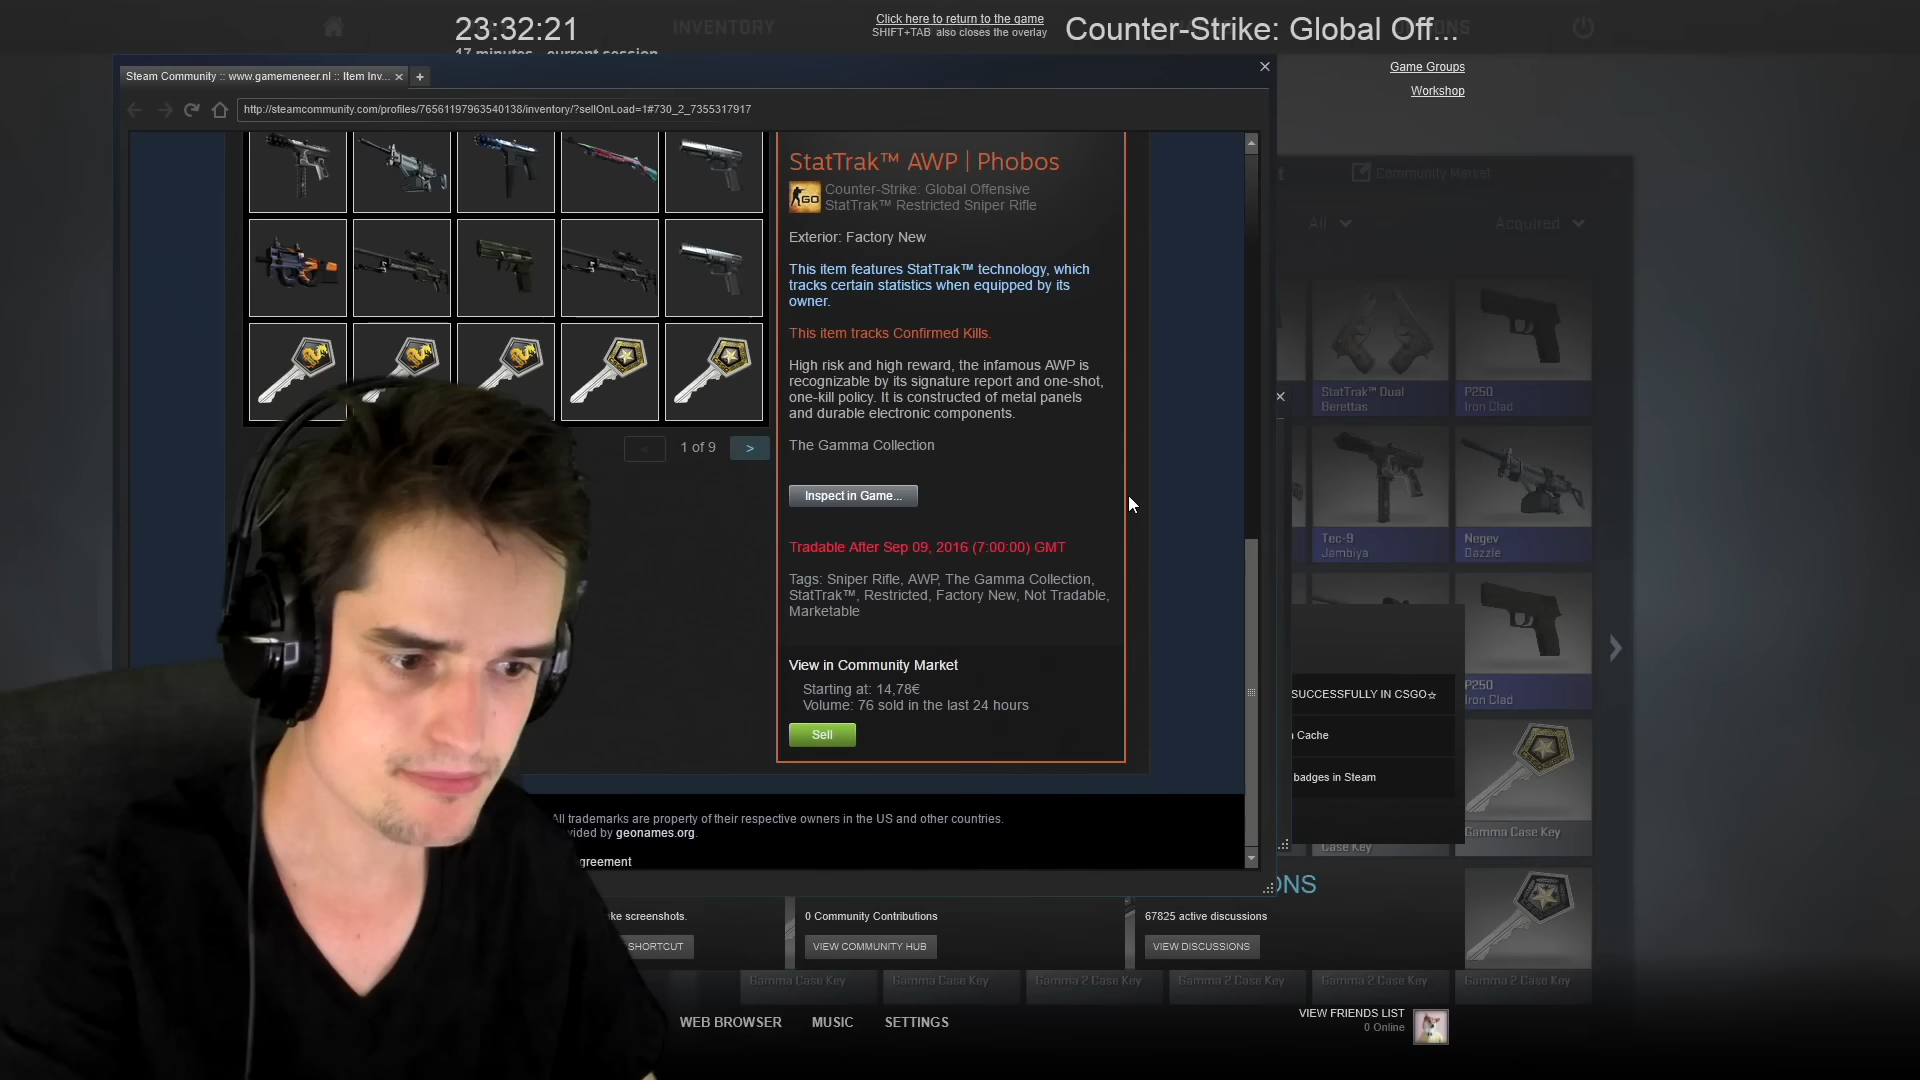 23:32:21
INVENTORY
Click here to return to the game
SHIFT+TAB also closes the overlay
Counter-Strike: Global Off...
17 minutes - current session
Game Groups
Workshop
Steam Community :: www.gamemeneer.nl :: Item Inv...
http://steamcommunity.com/profiles/76561197963540138/inventory/?sellOnLoad=1#730_2_7355317917
StatTrak™ AWP | Phobos
GO
Counter-Strike: Global Offensive
StatTrak™ Restricted Sniper Rifle
Exterior: Factory New
This item features StatTrak™ technology, which
tracks certain statistics when equipped by its
owner.
This item tracks Confirmed Kills.
High risk and high reward, the infamous AWP is
recognizable by its signature report and one-shot,
one-kill policy. It is constructed of metal panels
and durable electronic components.
The Gamma Collection
Inspect in Game...
Tradable After Sep 09, 2016 (7:00:00) GMT
Tags: Sniper Rifle, AWP, The Gamma Collection,
StatTrak™, Restricted, Factory New, Not Tradable,
Marketable
View in Community Market
Starting at: 14,78€
Volume: 76 sold in the last 24 hours
Sell
< 1 of 9 >
Community Market
All
Acquired
StatTrak™ Dual
Berettas
P250
Iron Clad
Tec-9
Jambiya
Negev
Dazzle
P250
Iron Clad
SUCCESSFULLY IN CSGO☆
Cache
badges in Steam
Gamma Case Key
Case Key
All trademarks are property of their respective owners in the US and other countries.
vided by geonames.org.
greement
ONS
ke screenshots.
SHORTCUT
0 Community Contributions
VIEW COMMUNITY HUB
67825 active discussions
VIEW DISCUSSIONS
Gamma Case Key
Gamma Case Key
Gamma 2 Case Key
Gamma 2 Case Key
Gamma 2 Case Key
Gamma 2 Case Key
WEB BROWSER
MUSIC
SETTINGS
VIEW FRIENDS LIST
0 Online